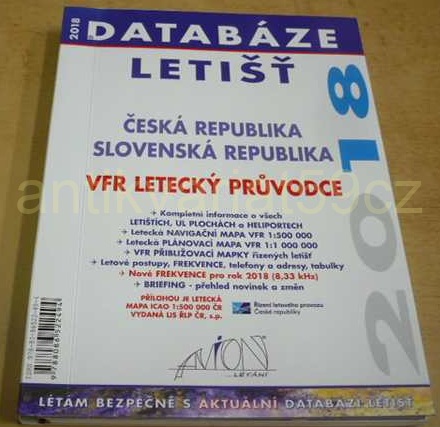 2018
DATABÁZE
LETIŠŤ
ČESKÁ REPUBLIKA
SLOVENSKÁ REPUBLIKA
VFR LETECKÝ PRŮVODCE
2018
antikvariat59cz
Kompletní informace o všech
LETIŠTÍCH, UL PLOCHÁCH a HELIPORTECH
Letecká NAVIGAČNÍ MAPA VFR 1:500 000
Letecká PLÁNOVACÍ MAPA VFR 1:1 000 000
VFR PŘIBLIŽOVACÍ MAPKY řízených letišť
Letové postupy, FREKVENCE, telefony a adresy, tabulky
Nové FREKVENCE pro rok 2018 (8,33 kHz)
BRIEFING - přehled novinek a změn
PŘÍLOHOU JE LETECKÁ
MAPA ICAO 1:500 000 ČR
VYDANÁ LIS ŘLP ČR, s.p.
Řízení letového provozu
České republiky
AVION
LÉTÁNÍ
LÉTÁM BEZPEČNĚ S AKTUÁLNÍ DATABÁZÍ LETIŠŤ